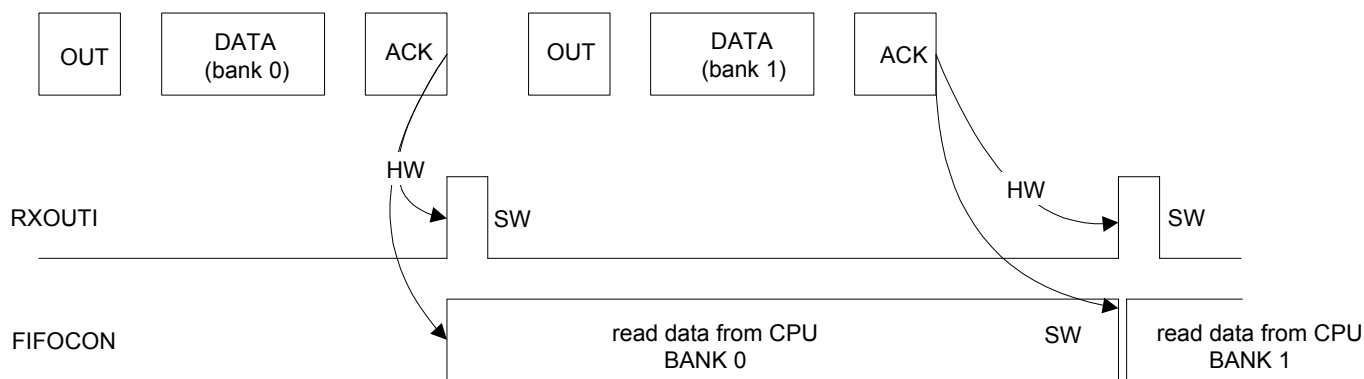 OUT
DATA
(bank 0)
ACK
OUT
DATA
(bank 1)
ACK
HW
HW
RXOUTI
SW
SW
FIFOCON
read data from CPU
BANK 0
SW
read data from CPU
BANK 1